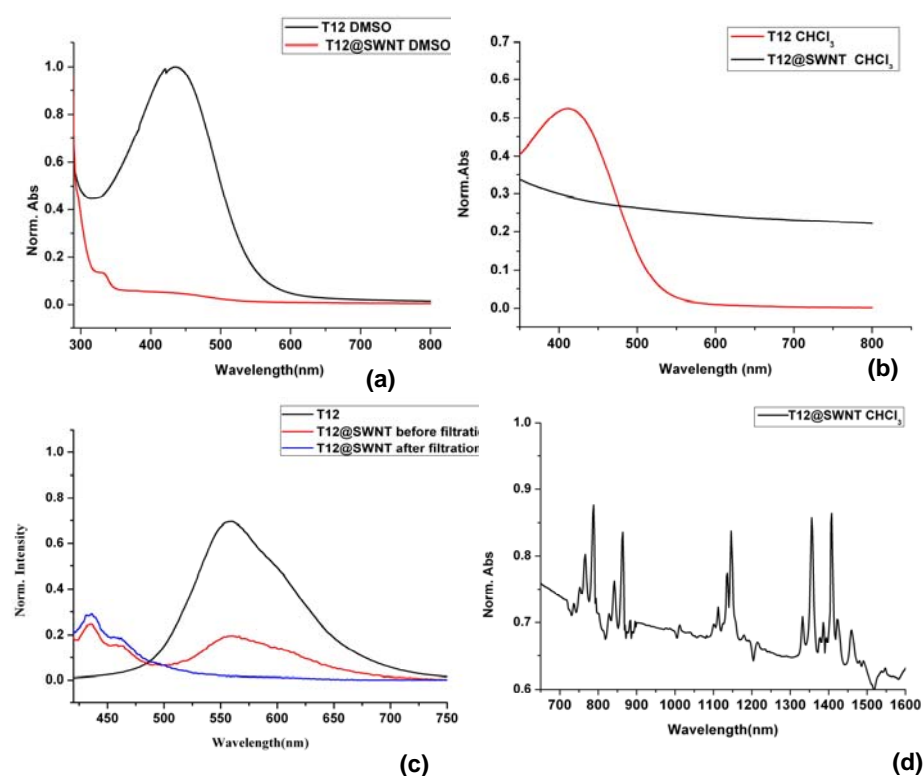 T12 DMSO
T12@SWNT DMSO
1.0
0.8
0.6
0.4
0.2
0.0
Norm. Abs
300 400 500 600 700 800
Wavelength(nm)
(a)
T12 CHCl3
T12@SWNT CHCl3
0.7
0.6
0.5
0.4
0.3
0.2
0.1
0.0
Norm.Abs
400 500 600 700 800
Wavelength (nm)
(b)
T12
T12@SWNT before filtratio
T12@SWNT after filtration
1.0
0.8
0.6
0.4
0.2
0.0
Norm. Intensity
450 500 550 600 650 700 750
Wavelength(nm)
(c)
T12@SWNT CHCl3
1.0
0.9
0.8
0.7
0.6
Norm. Abs
700 800 900 1000 1100 1200 1300 1400 1500 1600
Wavelength(nm)
(d)